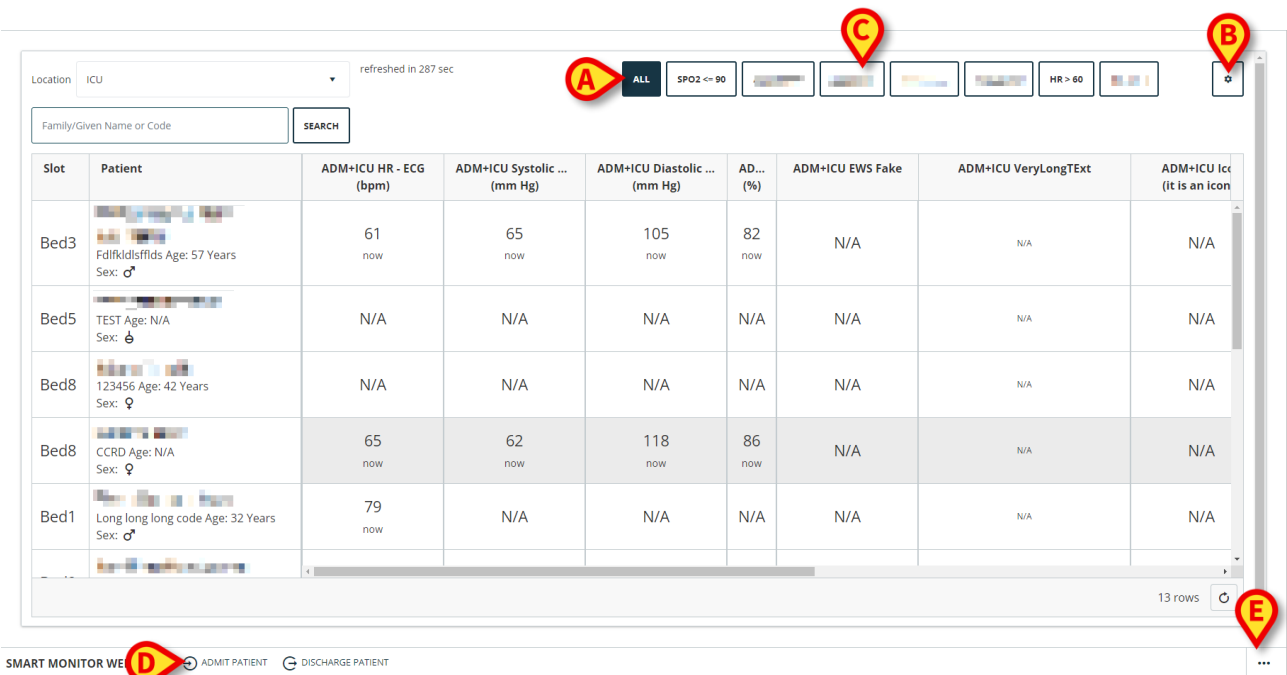 C
B
Location ICU refreshed in 287 sec
A ALL SPO2 <= 90 HR > 60
Family/Given Name or Code SEARCH
Slot Patient ADM+ICU HR - ECG (bpm) ADM+ICU Systolic ... (mm Hg) ADM+ICU Diastolic ... (mm Hg) AD... (%) ADM+ICU EWS Fake ADM+ICU VeryLongTExt ADM+ICU Ico (it is an icon
Bed3 61 65 105 82 N/A N/A N/A
now now now now
Fdlfkldlsfflds Age: 57 Years
Sex:
Bed5 TEST Age: N/A N/A N/A N/A N/A N/A N/A N/A
Sex:
Bed8 123456 Age: 42 Years N/A N/A N/A N/A N/A N/A N/A
Sex:
Bed8 65 62 118 86 N/A N/A N/A
CCRD Age: N/A
now now now now
Sex:
Bed1 79 N/A N/A N/A N/A N/A N/A
Long long long code Age: 32 Years
now
Sex:
13 rows
E
SMART MONITOR D ADMIT PATIENT DISCHARGE PATIENT ...